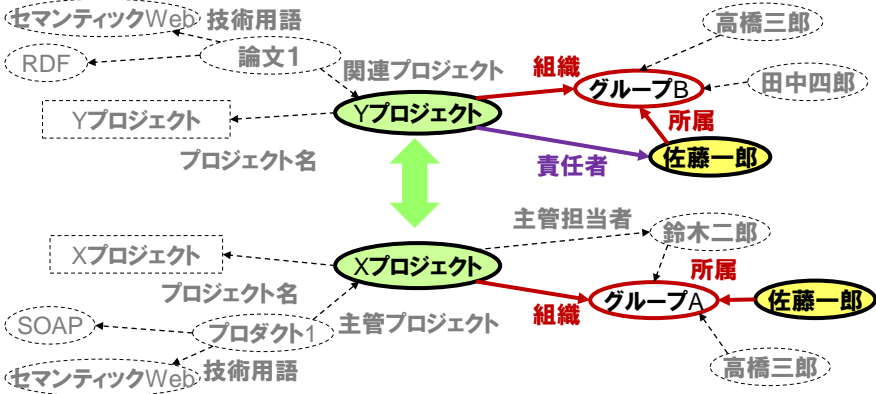 セマンティックWeb 技術用語
高橋三郎
RDF
論文1
関連プロジェクト
組織
グループB
田中四郎
Yプロジェクト
Yプロジェクト
所属
プロジェクト名
責任者
佐藤一郎
主管担当者
鈴木二郎
Xプロジェクト
Xプロジェクト
所属
プロジェクト名
グループA
佐藤一郎
SOAP
プロダクト1
主管プロジェクト
組織
セマンティックWeb 技術用語
高橋三郎